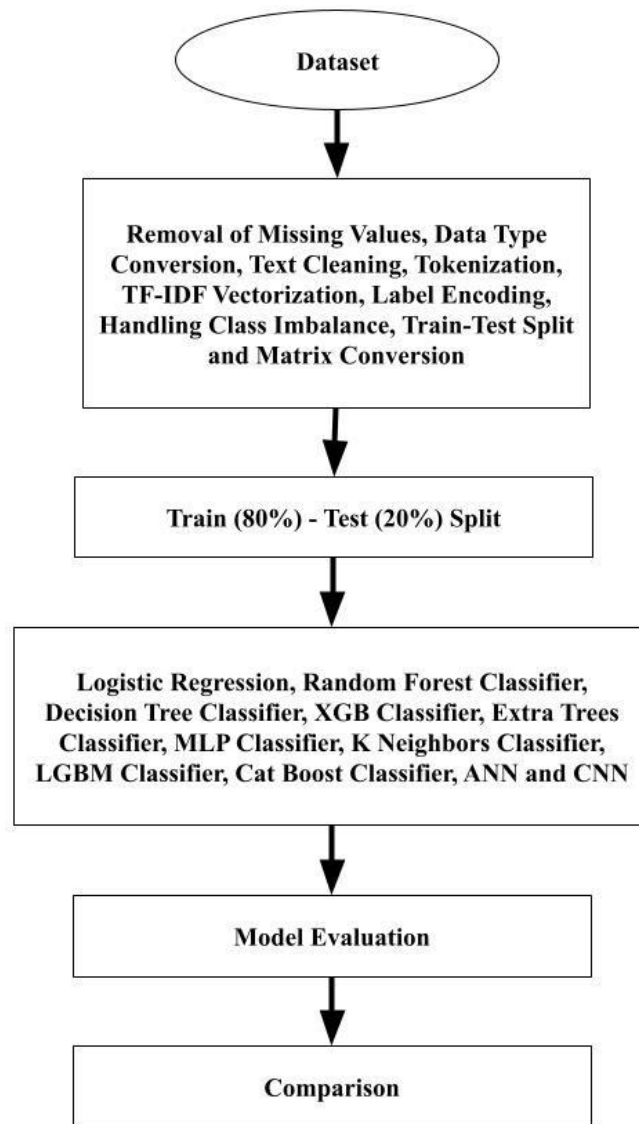 Dataset
Removal of Missing Values, Data Type
Conversion, Text Cleaning, Tokenization,
TF-IDF Vectorization, Label Encoding,
Handling Class Imbalance, Train-Test Split
and Matrix Conversion
Train (80%) - Test (20%) Split
Logistic Regression, Random Forest Classifier,
Decision Tree Classifier, XGB Classifier, Extra Trees
Classifier, MLP Classifier, K Neighbors Classifier,
LGBM Classifier, Cat Boost Classifier, ANN and CNN
Model Evaluation
Comparison